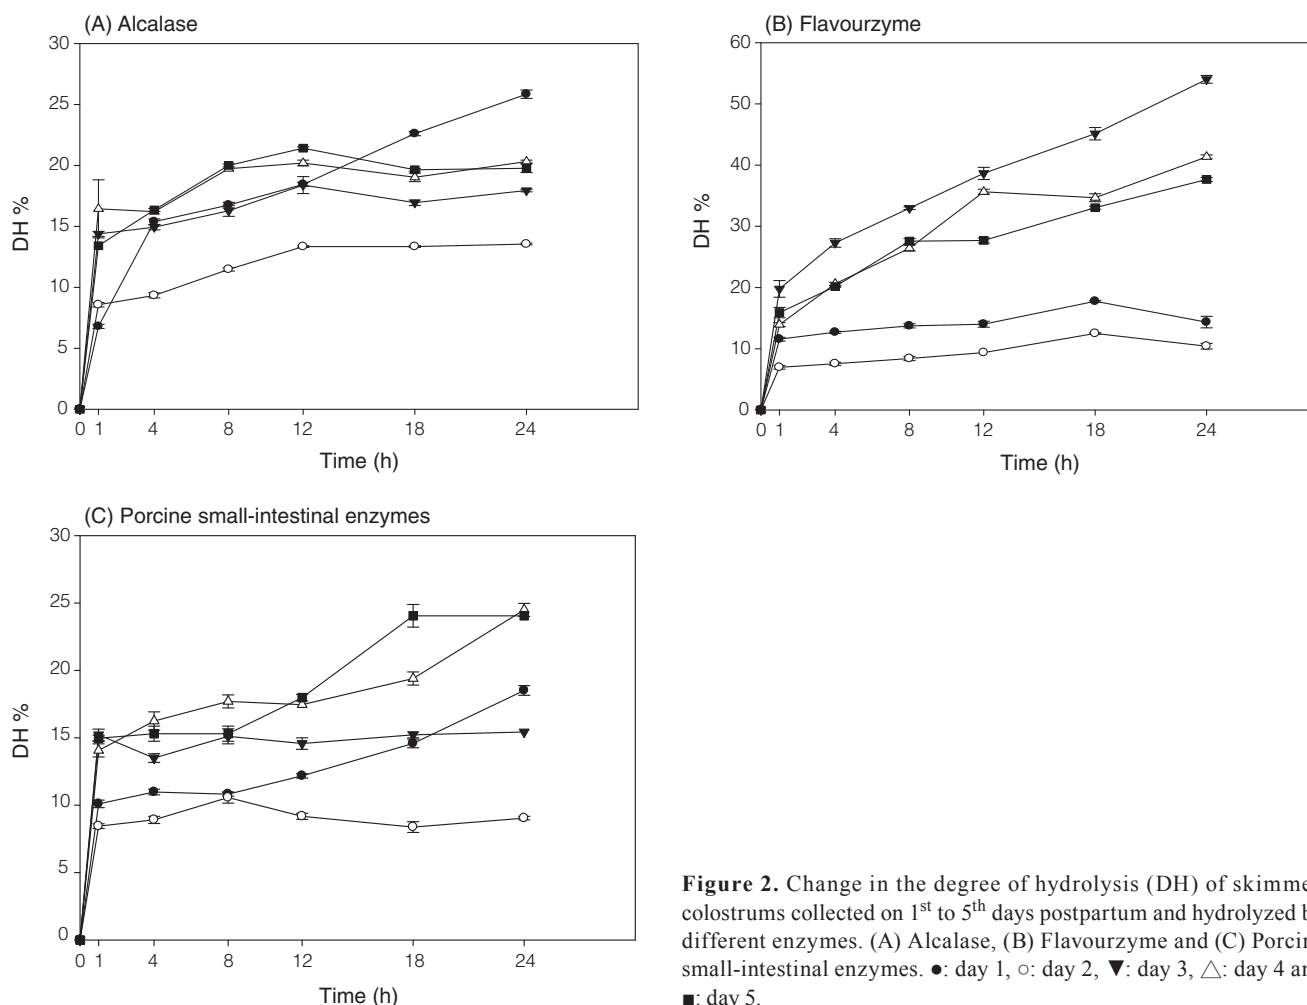 (A) Alcalase
30
25
20
15
10
5
0
DH %
0 1 4 8 12 18 24
Time (h)
(B) Flavourzyme
60
50
40
30
20
10
0
DH %
0 1 4 8 12 18 24
Time (h)
(C) Porcine small-intestinal enzymes
30
25
20
15
10
5
0
DH %
0 1 4 8 12 18 24
Time (h)
Figure 2. Change in the degree of hydrolysis (DH) of skimme
colostrums collected on 1st to 5th days postpartum and hydrolyzed b
different enzymes. (A) Alcalase, (B) Flavourzyme and (C) Porcin
small-intestinal enzymes. ●: day 1, ○: day 2, ▼: day 3, △: day 4 an
■: day 5.